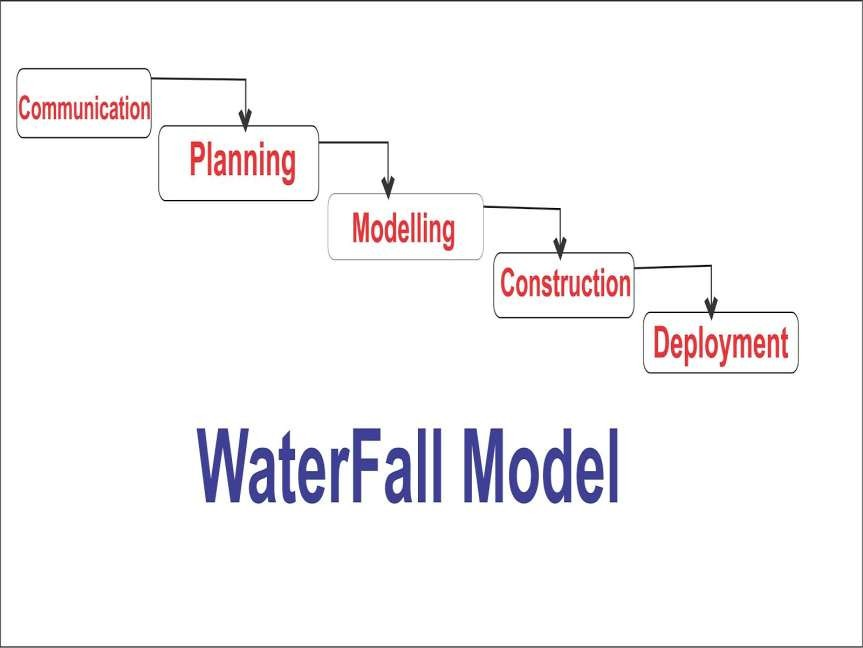 Communication
Planning
Modelling
Construction
Deployment
WaterFall Model